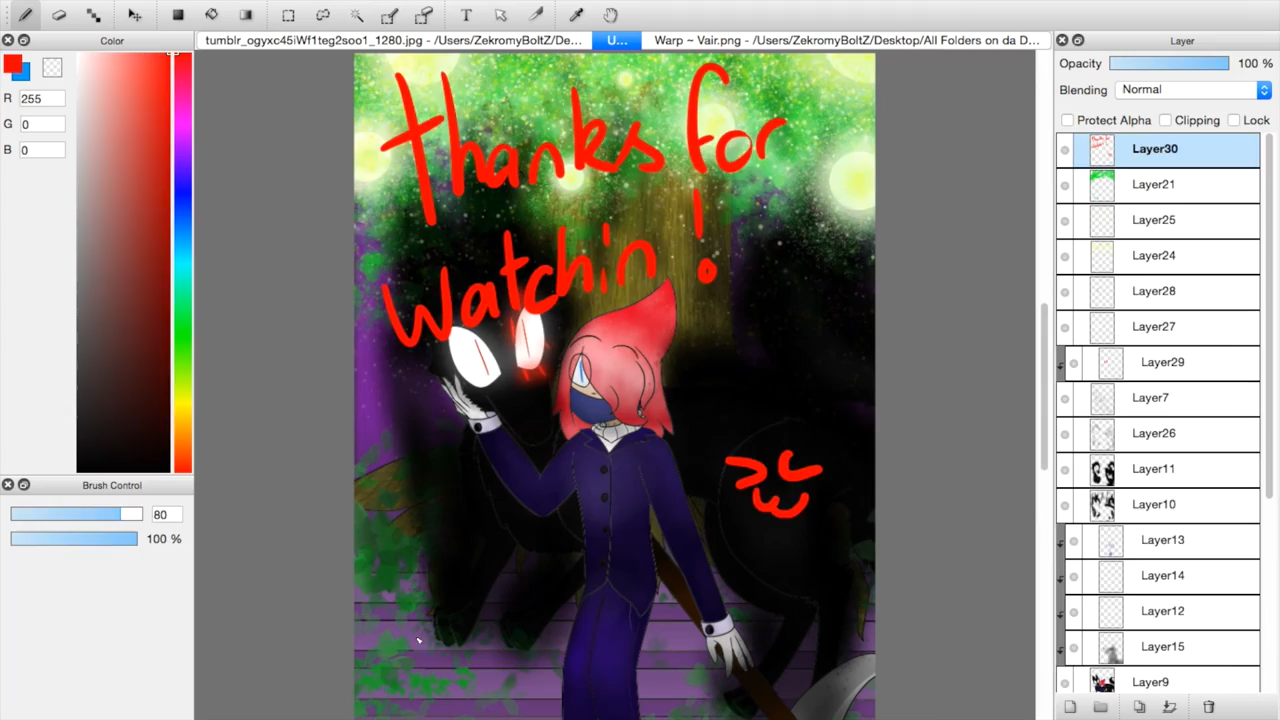 tumblr_ogyxc45iWf1teg2soo1_1280.jpg - /Users/ZekromyBoltZ/De...
U...
Warp ~ Vair.png - /Users/ZekromyBoltZ/Desktop/All Folders on da D...
Color
R 255
G 0
B 0
Brush Control
80
100 %
thanks for
watchin!
Layer
Opacity 100 %
Blending Normal
Protect Alpha Clipping Lock
Layer30
Layer21
Layer25
Layer24
Layer28
Layer27
Layer29
Layer7
Layer26
Layer11
Layer10
Layer13
Layer14
Layer12
Layer15
Layer9